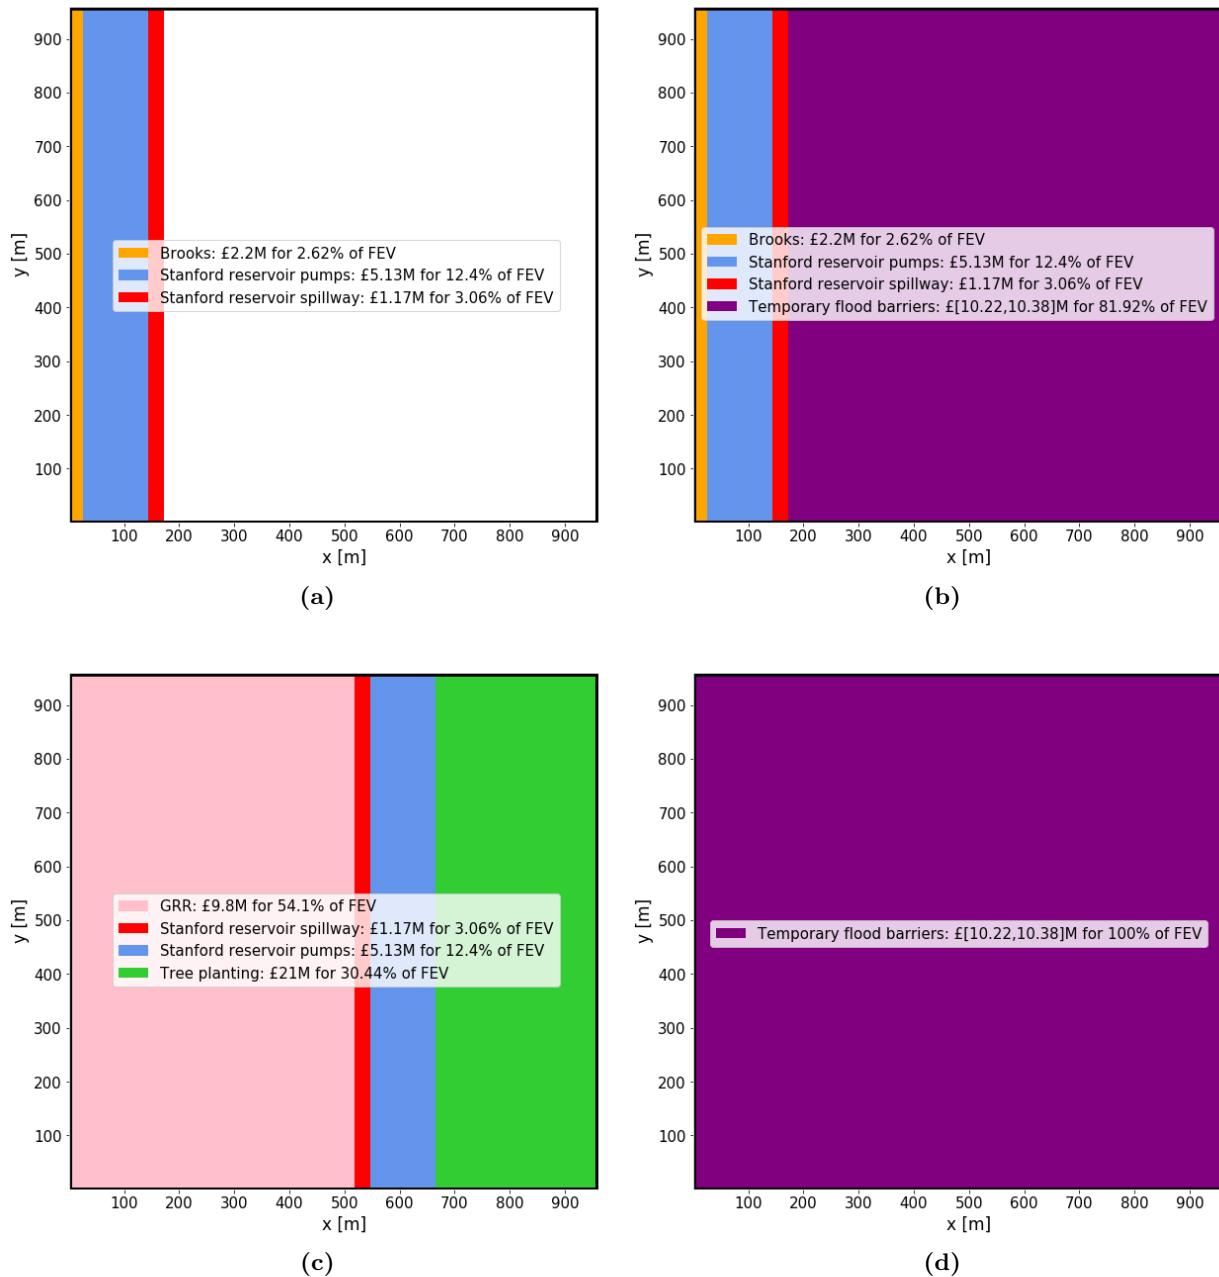 900
800
700
600
500
400
300
200
100
y [m]
Brooks: £2.2M for 2.62% of FEV
Stanford reservoir pumps: £5.13M for 12.4% of FEV
Stanford reservoir spillway: £1.17M for 3.06% of FEV
100 200 300 400 500 600 700 800 900
x [m]
(a)
900
800
700
600
500
400
300
200
100
y [m]
Brooks: £2.2M for 2.62% of FEV
Stanford reservoir pumps: £5.13M for 12.4% of FEV
Stanford reservoir spillway: £1.17M for 3.06% of FEV
Temporary flood barriers: £[10.22,10.38]M for 81.92% of FEV
100 200 300 400 500 600 700 800 900
x [m]
(b)
900
800
700
600
500
400
300
200
100
y [m]
GRR: £9.8M for 54.1% of FEV
Stanford reservoir spillway: £1.17M for 3.06% of FEV
Stanford reservoir pumps: £5.13M for 12.4% of FEV
Tree planting: £21M for 30.44% of FEV
100 200 300 400 500 600 700 800 900
x [m]
(c)
900
800
700
600
500
400
300
200
100
y [m]
Temporary flood barriers: £[10.22,10.38]M for 100% of FEV
100 200 300 400 500 600 700 800 900
x [m]
(d)